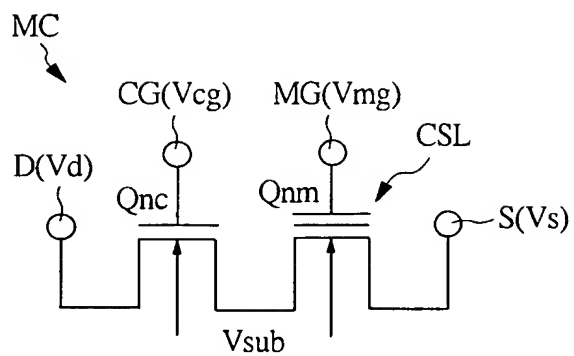 MC
CG(Vcg)
MG(Vmg)
CSL
D(Vd)
Qnc
Qnm
S(Vs)
Vsub